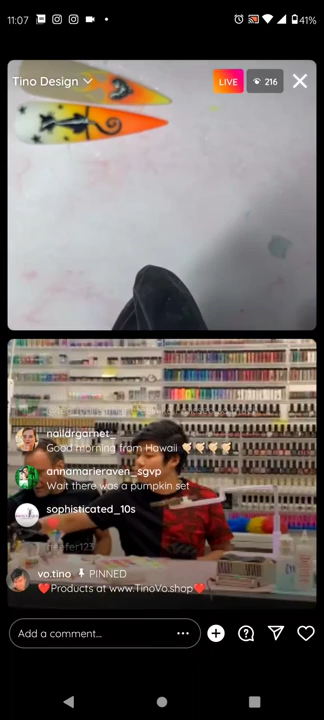 11:07
41%
Tino Design
LIVE
216
naildrgarnet
Good morning from Hawaii
annamarieraven_sgvp
Wait there was a pumpkin set
sophisticated_10s
vo.tino PINNED
Products at www.TinoVo.shop
Add a comment...